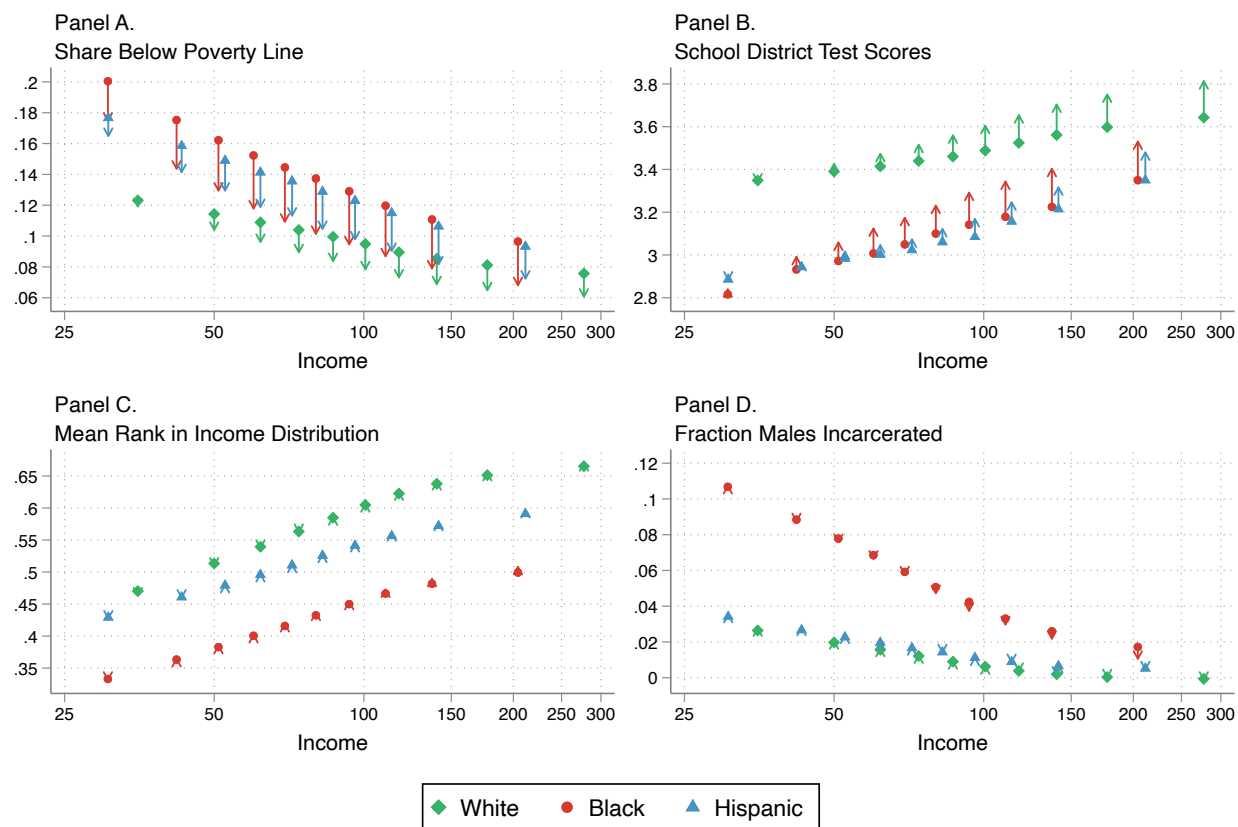 Panel A.
Share Below Poverty Line
.2
.18
.16
.14
.12
.1
.08
.06
25 50 100 150 200 250 300
Income
Panel B.
School District Test Scores
3.8
3.6
3.4
3.2
3
2.8
25 50 100 150 200 250 300
Income
Panel C.
Mean Rank in Income Distribution
.65
.6
.55
.5
.45
.4
.35
25 50 100 150 200 250 300
Income
Panel D.
Fraction Males Incarcerated
.12
.1
.08
.06
.04
.02
0
25 50 100 150 200 250 300
Income
White Black Hispanic